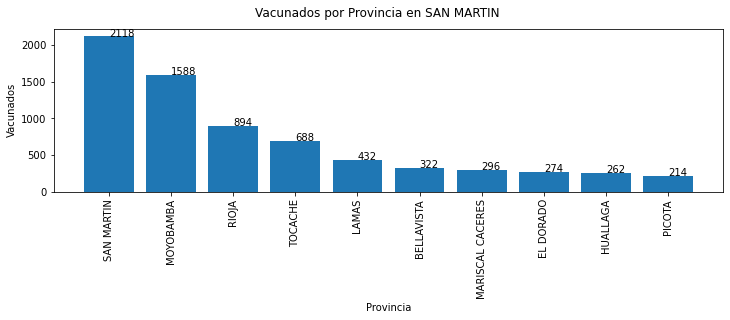 Vacunados por Provincia en SAN MARTIN
Vacunados
2000
1500
1000
500
0
2118
1588
894
688
432
322
296
274
262
214
SAN MARTIN
MOYOBAMBA
RIOJA
TOCACHE
LAMAS
BELLAVISTA
MARISCAL CACERES
EL DORADO
HUALLAGA
PICOTA
Provincia